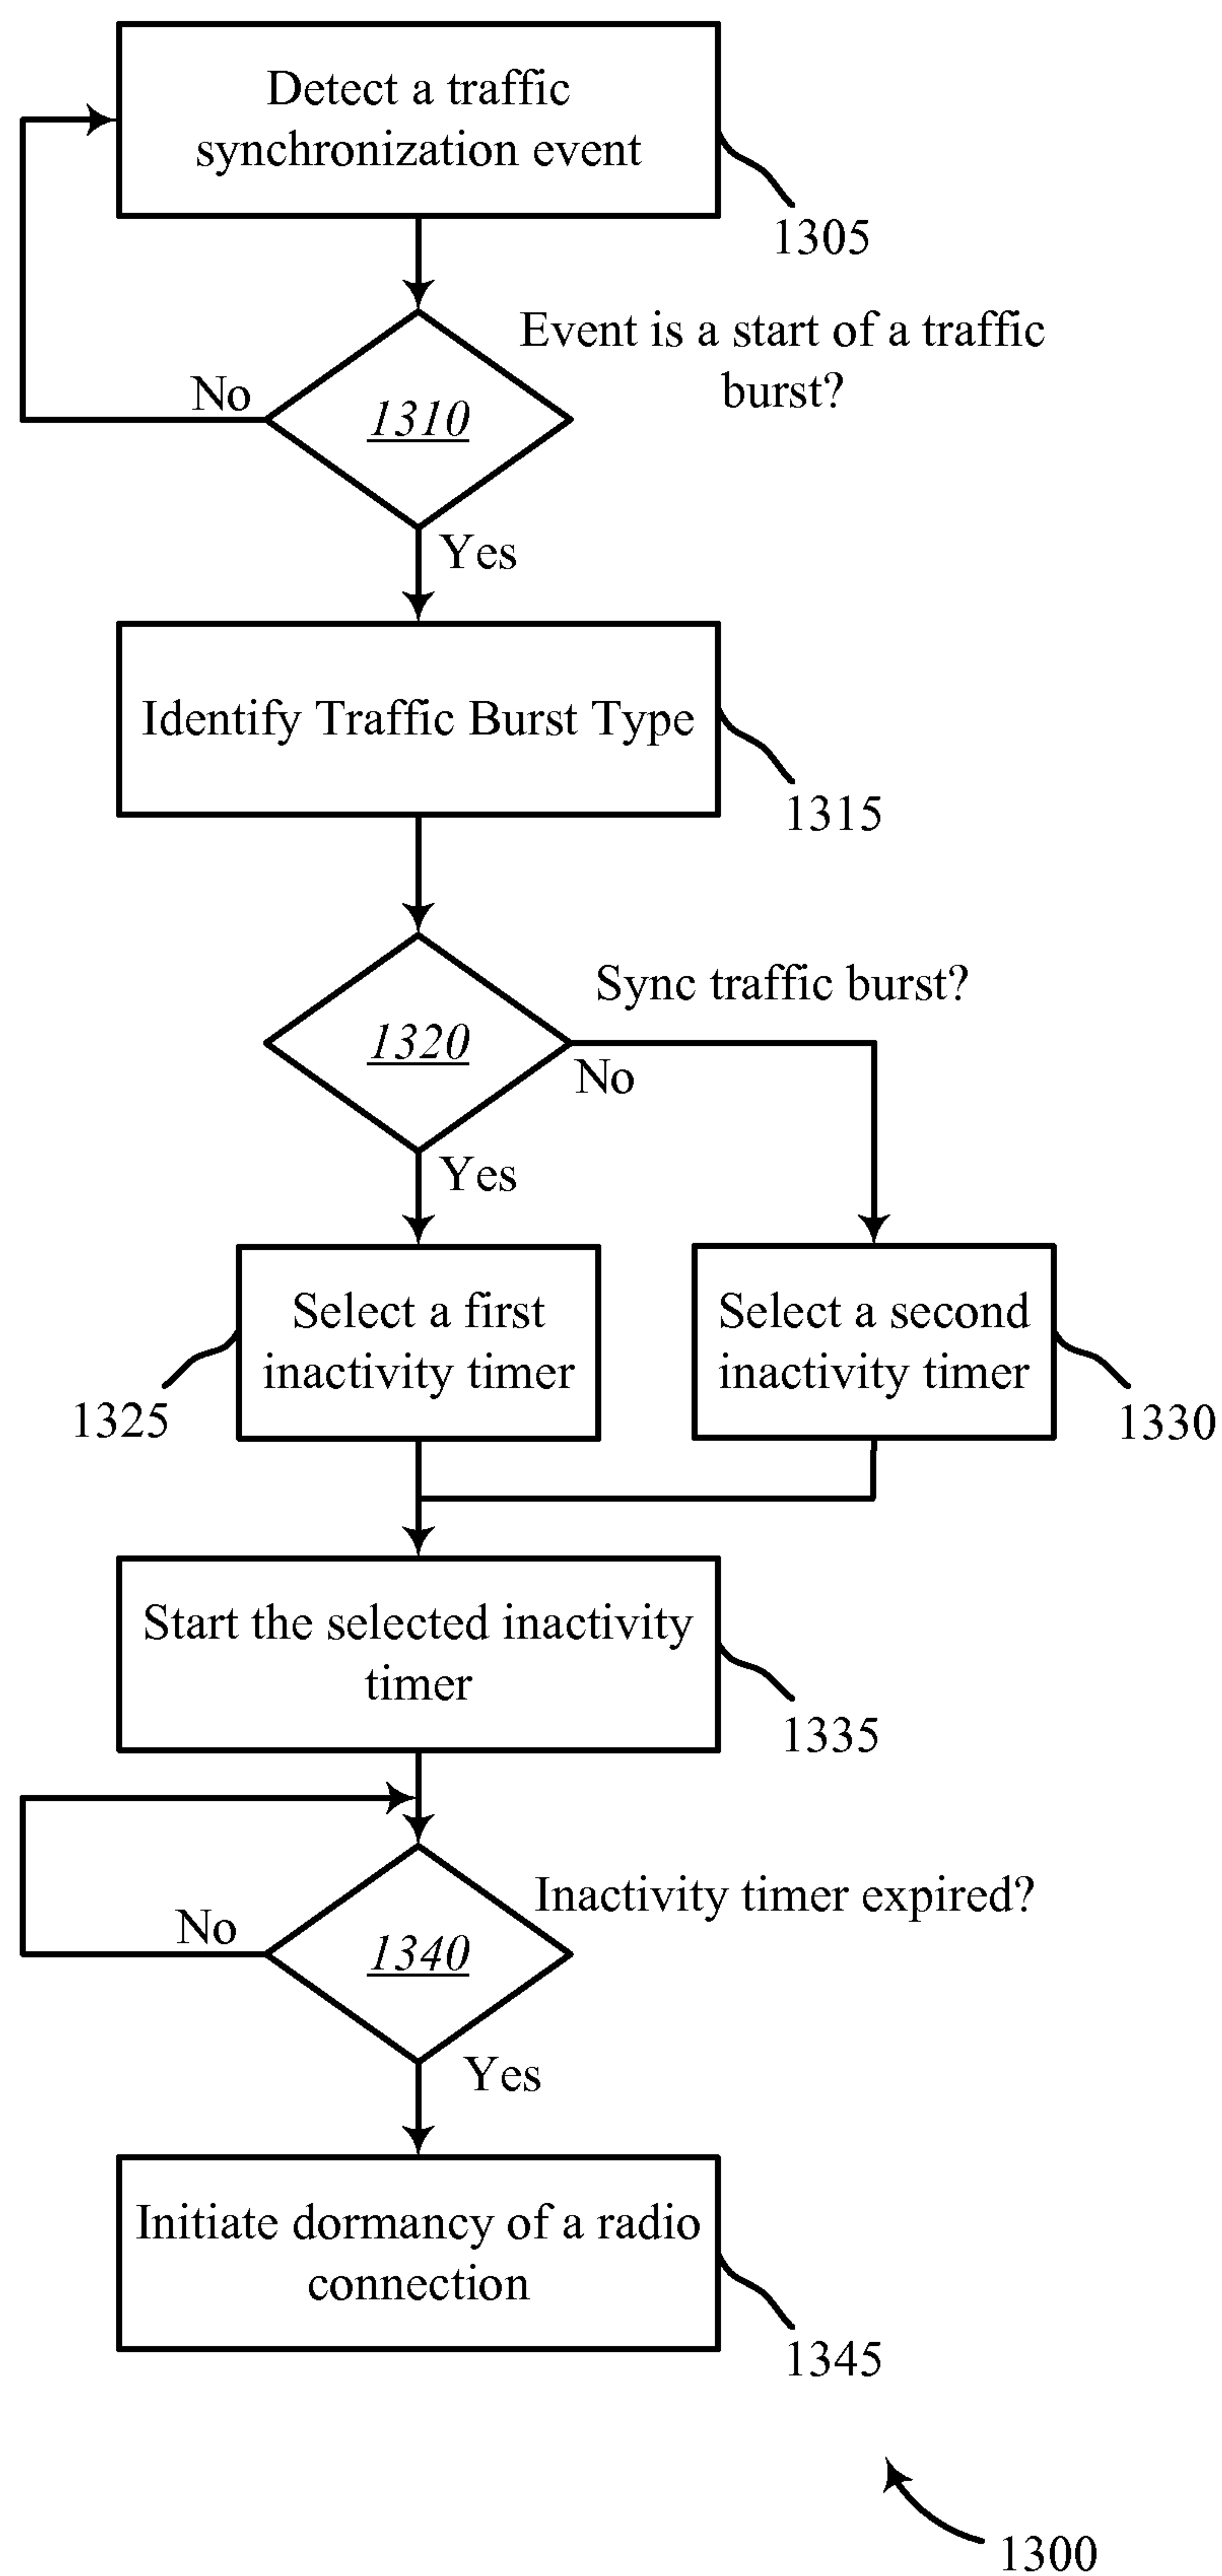 Detect a traffic
synchronization event
1305
Event is a start of a traffic
burst?
No
1310
Yes
Identify Traffic Burst Type
1315
Sync traffic burst?
1320
No
Yes
Select a first
inactivity timer
1325
Select a second
inactivity timer
1330
Start the selected inactivity
timer
1335
Inactivity timer expired?
No
1340
Yes
Initiate dormancy of a radio
connection
1345
1300